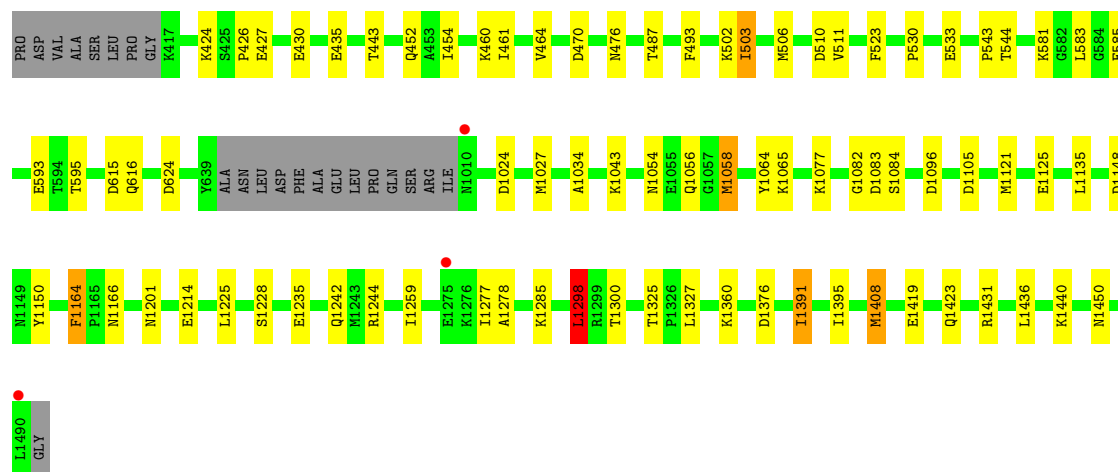 PRO ASP VAL ALA SER LEU PRO GLY K417 K424 S425 P426 E427 E430 E435 T443 Q452 A453 I454 K460 I461 V464 D470 N476 T487 F493 K502 I503 M506 D510 V511 F523 P530 E533 P543 T544 K581 G582 L583 G584 E585
E593 T594 T595 D615 Q616 D624 Y639 ALA ASN LEU ASP PHE ALA GLU LEU PRO GLN SER ARG ILE N1010 D1024 M1027 A1034 K1043 N1054 E1055 Q1056 G1057 M1058 Y1064 K1065 K1077 G1082 D1083 S1084 D1096 D1105 M1121 E1125 L1135
N1149 Y1150 F1164 P1165 N1166 N1201 E1214 L1225 S1228 E1235 Q1242 M1243 R1244 I1259 E1275 K1276 I1277 A1278 K1285 L1298 R1299 T1300 T1325 P1326 L1327 K1360 D1376 I1391 I1395 M1408 E1419 Q1423 R1431 L1436 K1440 N1450
L1490 GLY